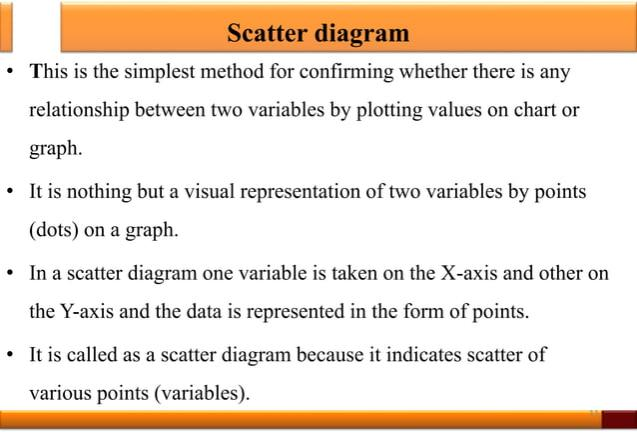 Scatter diagram
• This is the simplest method for confirming whether there is any
relationship between two variables by plotting values on chart or
graph.
• It is nothing but a visual representation of two variables by points
(dots) on a graph.
• In a scatter diagram one variable is taken on the X-axis and other on
the Y-axis and the data is represented in the form of points.
• It is called as a scatter diagram because it indicates scatter of
various points (variables).